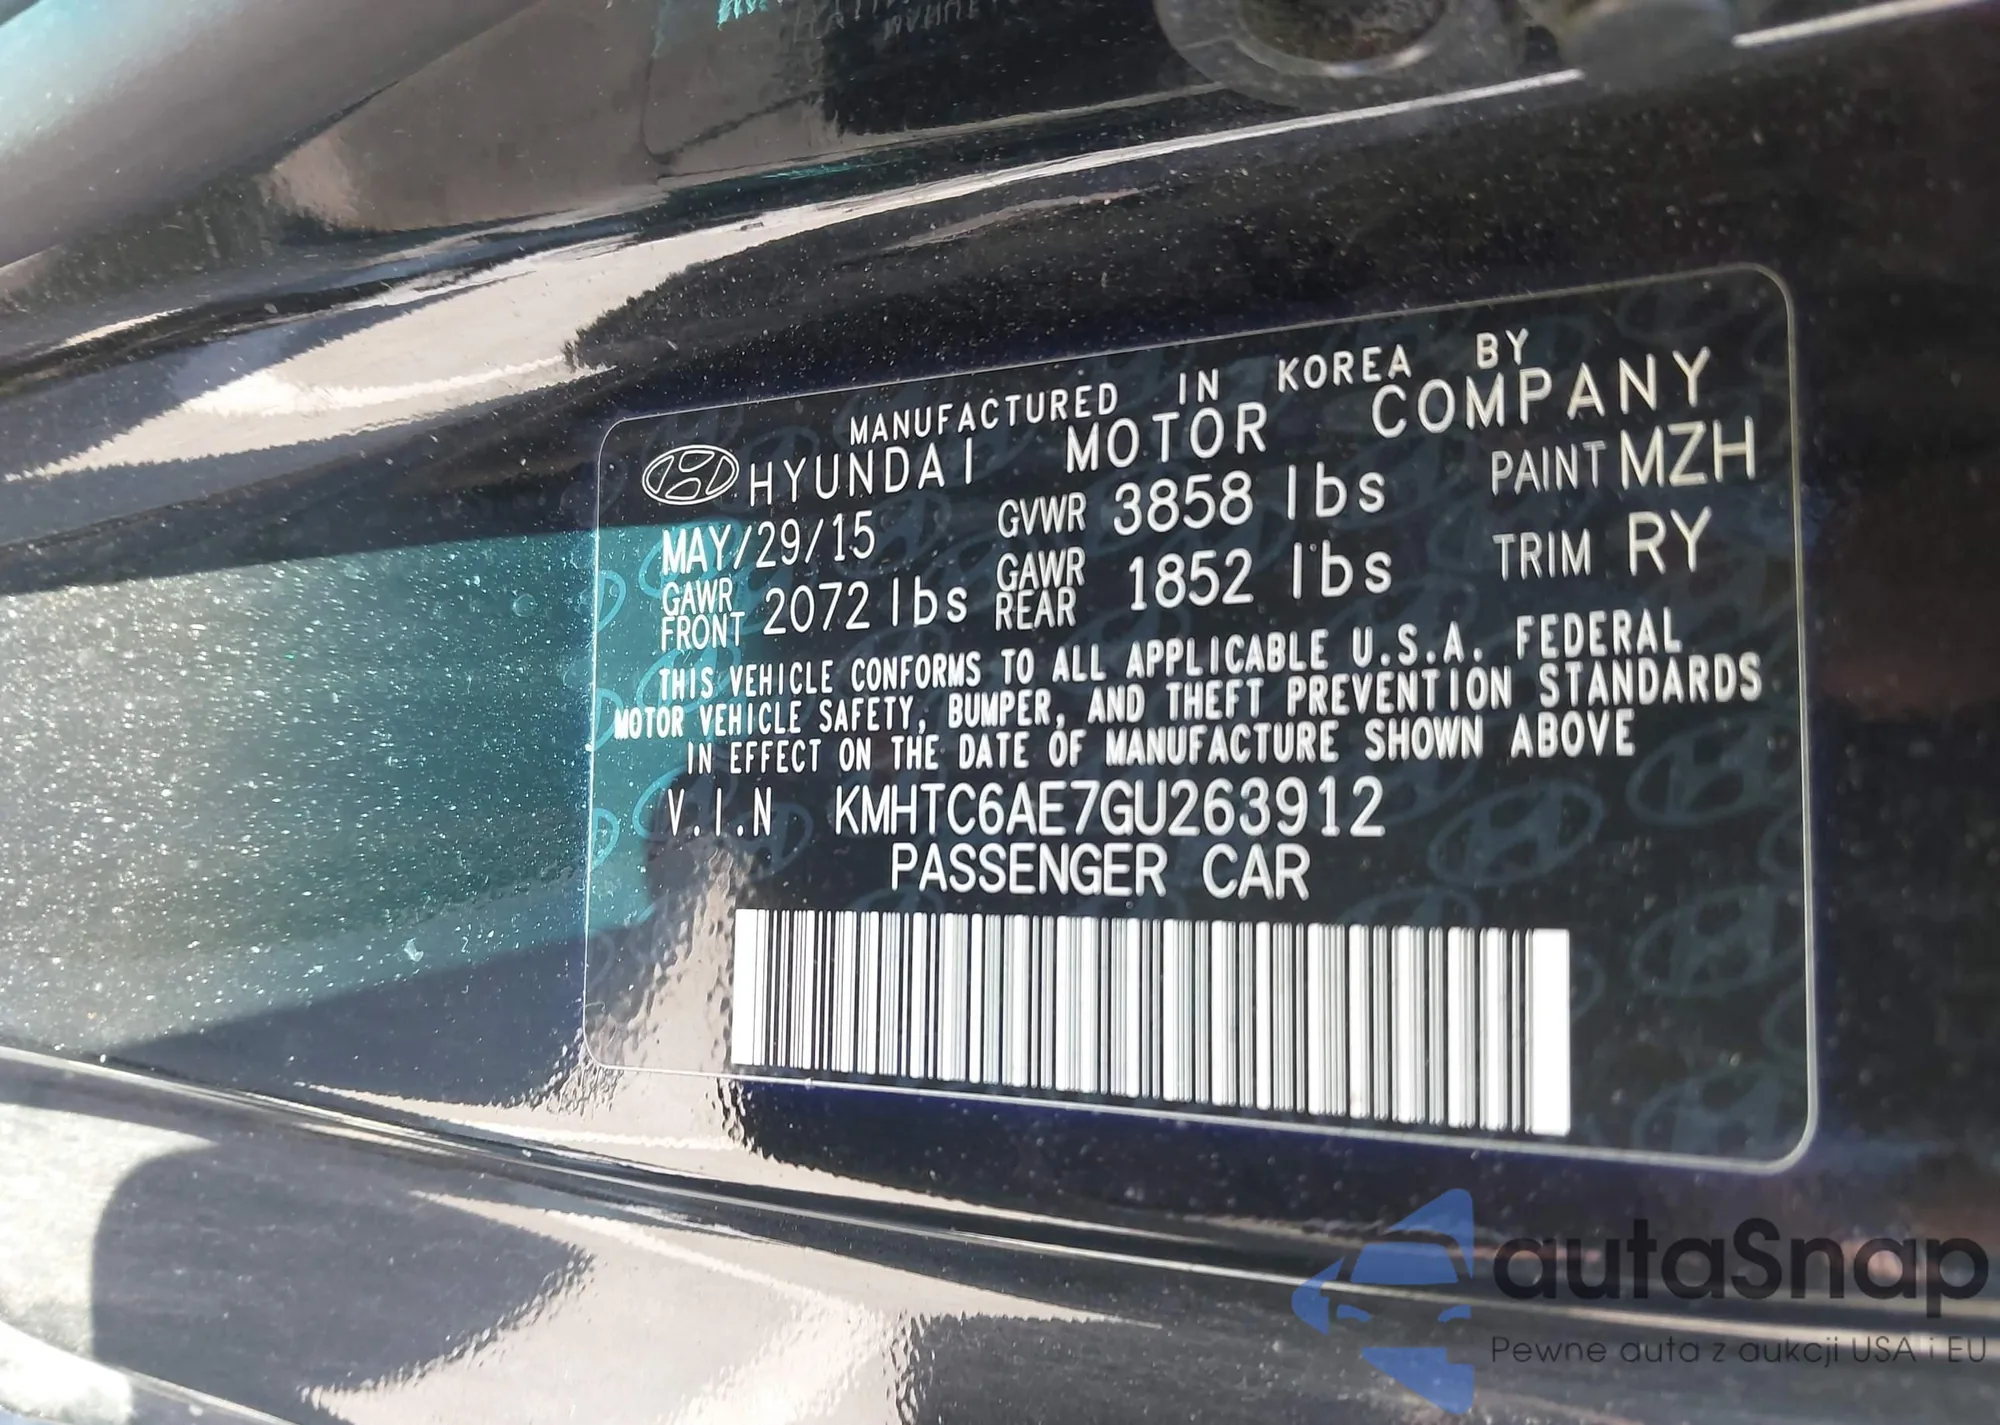 MANUFACTURED IN KOREA BY
HYUNDAI MOTOR COMPANY
MAY/29/15 GVWR 3858 lbs PAINT MZH
GAWR FRONT 2072 lbs GAWR REAR 1852 lbs TRIM RY
THIS VEHICLE CONFORMS TO ALL APPLICABLE U.S.A. FEDERAL
MOTOR VEHICLE SAFETY, BUMPER, AND THEFT PREVENTION STANDARDS
IN EFFECT ON THE DATE OF MANUFACTURE SHOWN ABOVE
V.I.N KMHTC6AE7GU263912
PASSENGER CAR
autaSnap
Pewne auta z aukcji USA i EU